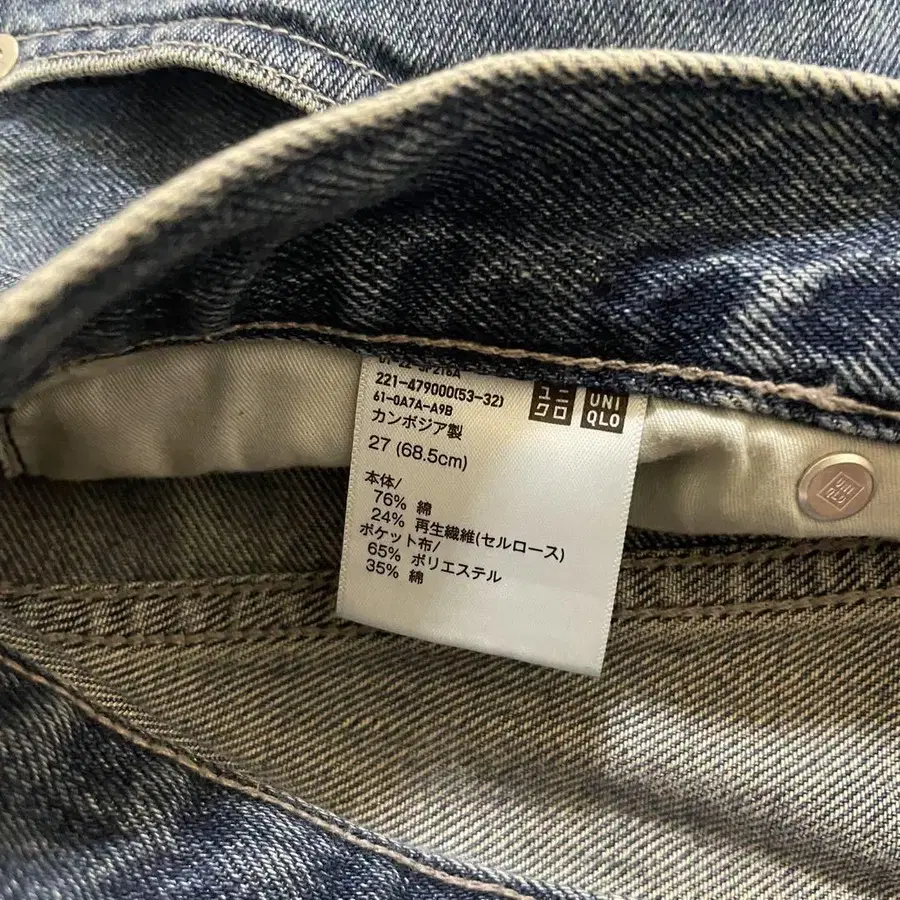 221-479000(53-32)
61-0A7A-A9B
カンボジア製
27 (68.5cm)
本体/
76% 綿
24% 再生繊維(セルロース)
ポケット布/
65% ポリエステル
35% 綿
ユニ
クロ
UNI
QLO
UNI
QLO